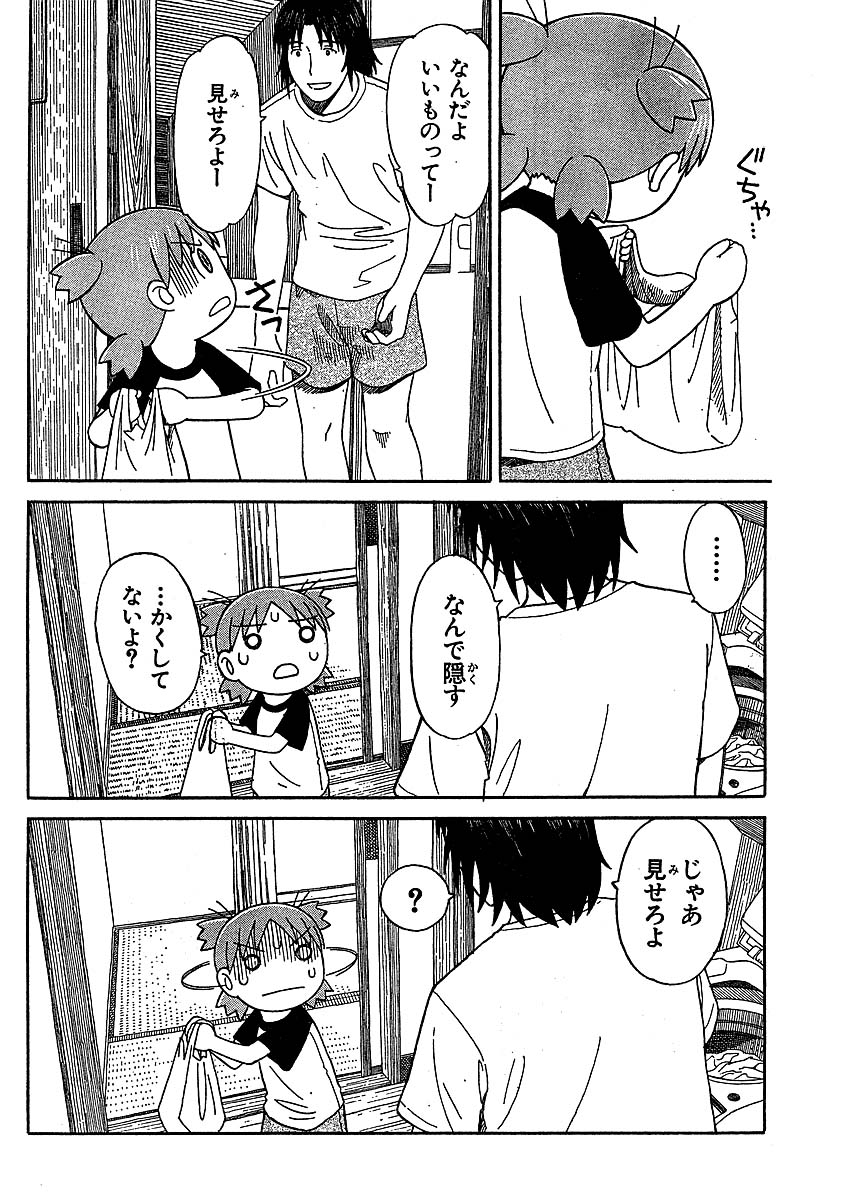 ぐちゃ…
なんだよ
いいものってー
見せろよー
さっ
……
なんで隠す
…かくして
ないよ?
じゃあ
見せろよ
?